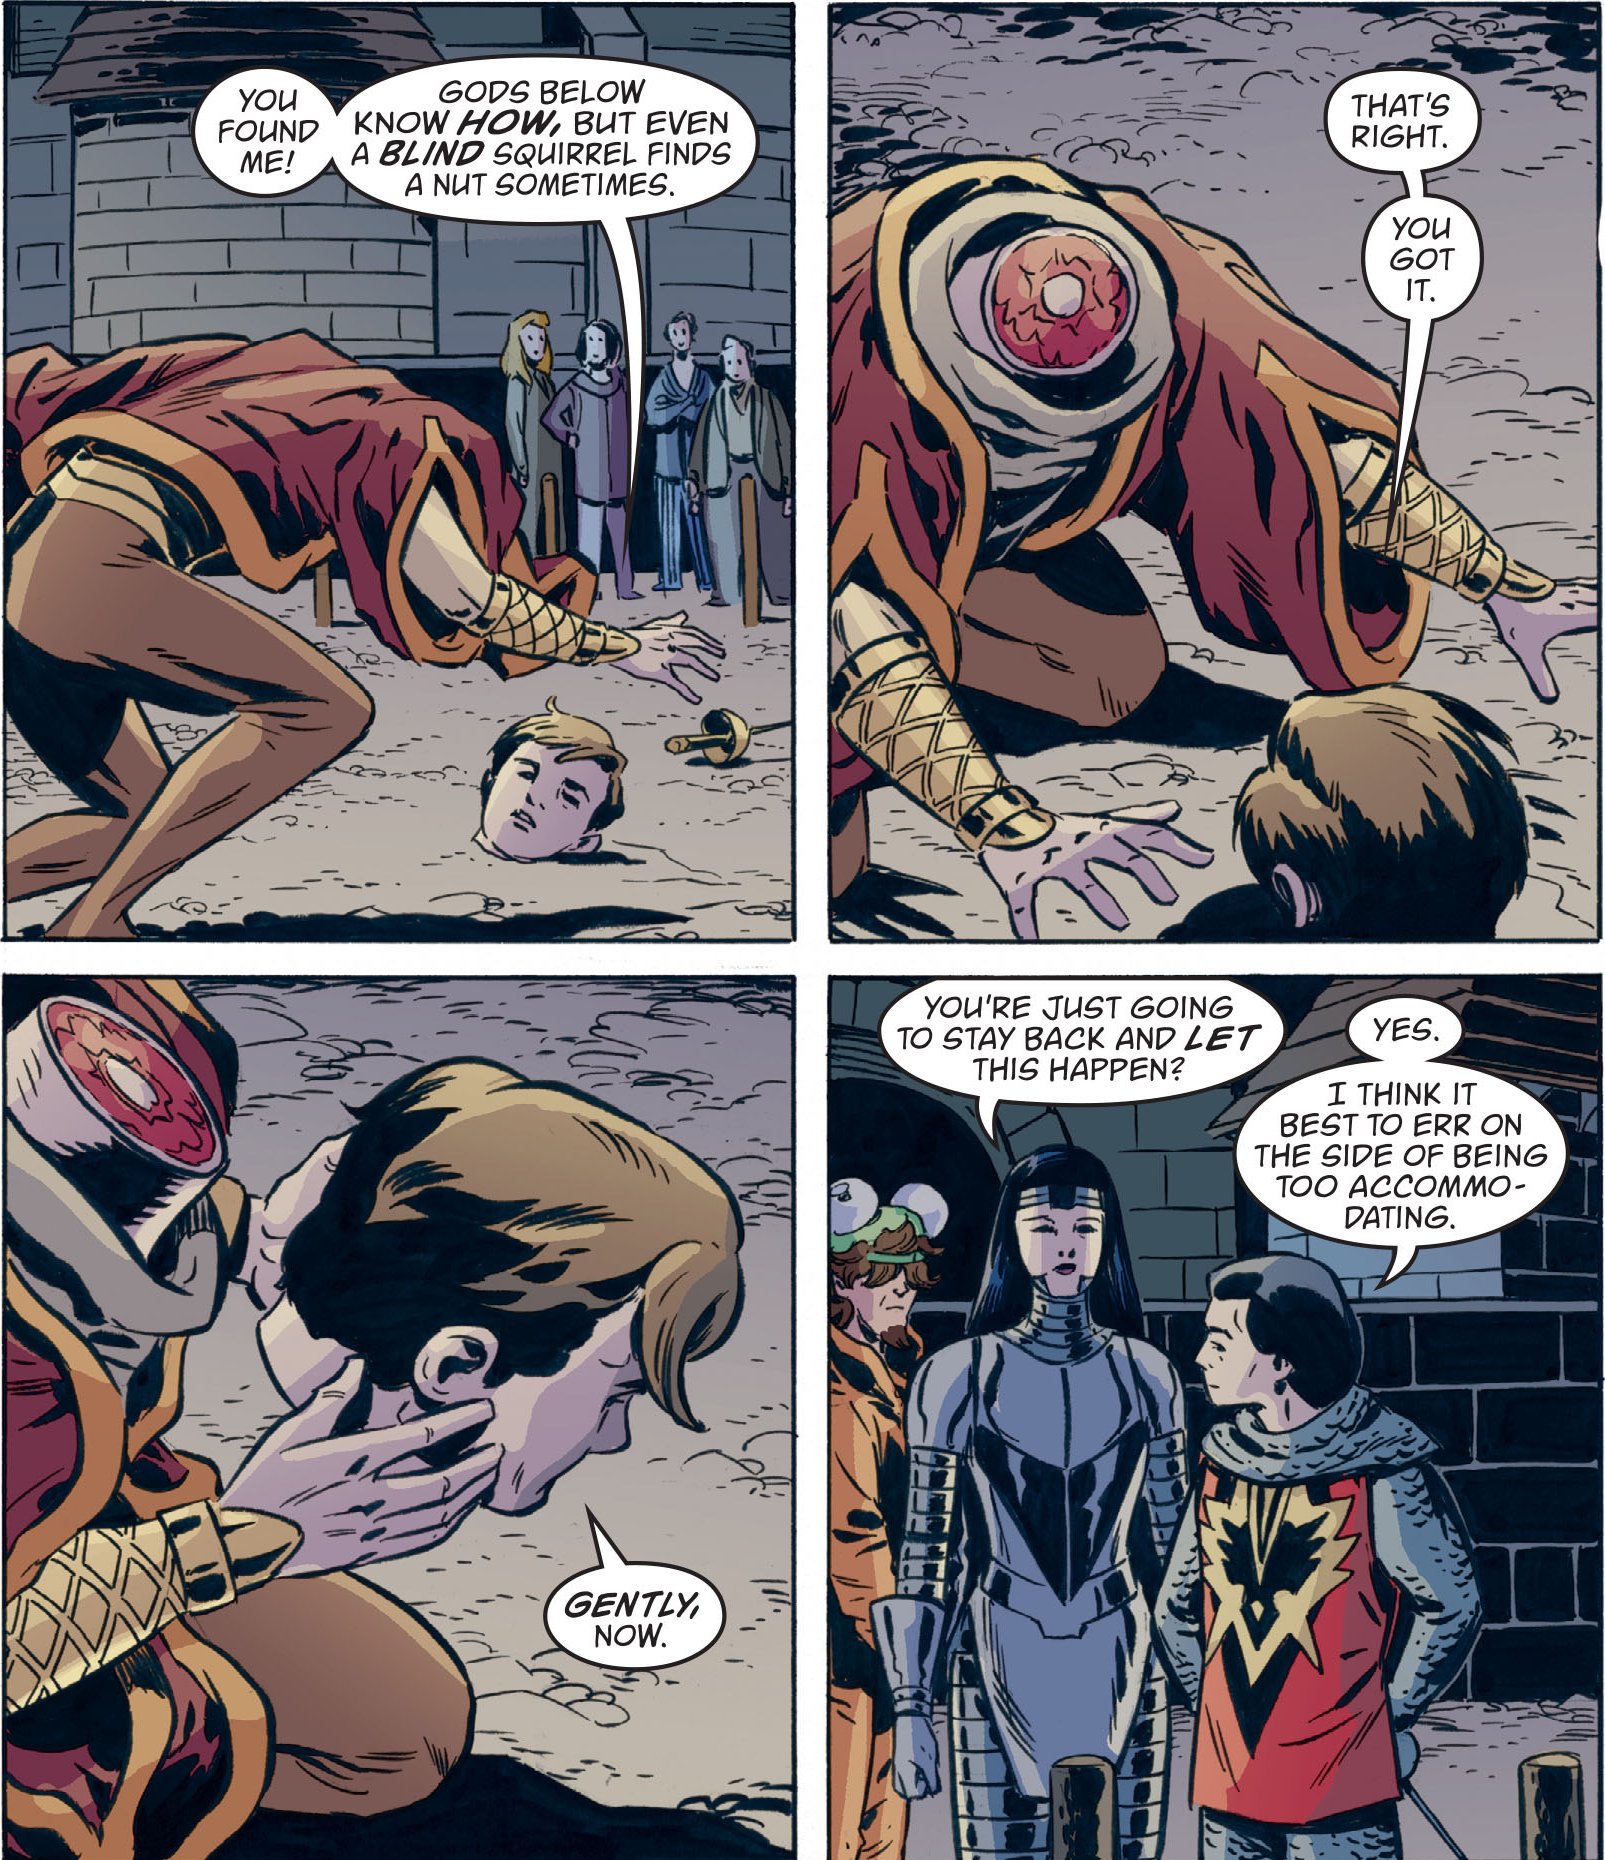 YOU
FOUND
ME!
GODS BELOW
KNOW HOW, BUT EVEN
A BLIND SQUIRREL FINDS
A NUT SOMETIMES.
THAT'S
RIGHT.
YOU
GOT
IT.
GENTLY,
NOW.
YOU'RE JUST GOING
TO STAY BACK AND LET
THIS HAPPEN?
YES.
I THINK IT
BEST TO ERR ON
THE SIDE OF BEING
TOO ACCOMMO-
DATING.